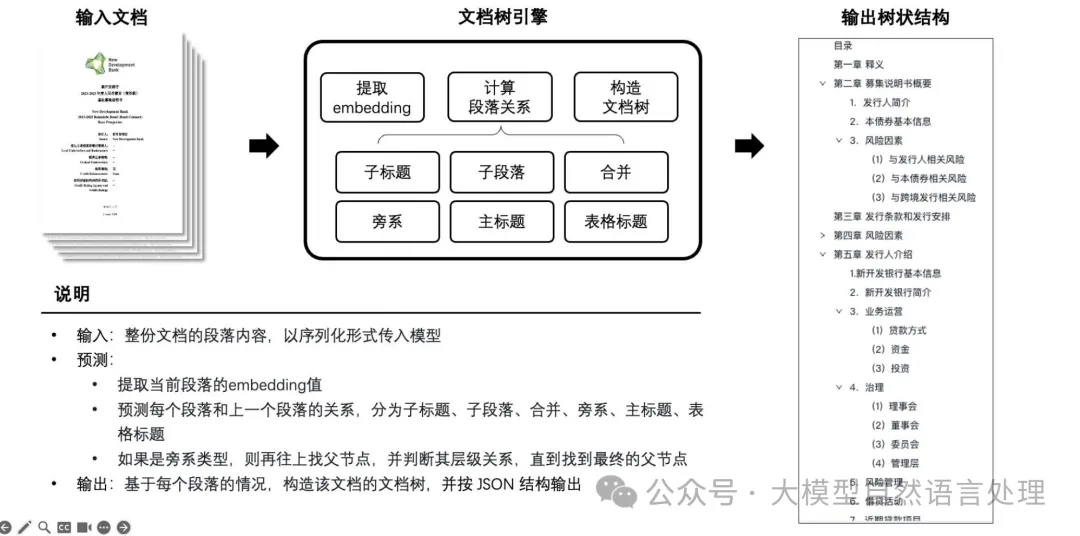 输入文档
文档树引擎
输出树状结构
New
Development
Bank
提取
embedding
计算
段落关系
构造
文档树
子标题
子段落
合并
旁系
主标题
表格标题
目录
第一章 释义
第二章 募集说明书概要
1. 发行人简介
2. 本债券基本信息
3. 风险因素
(1) 与发行人相关风险
(2) 与本债券相关风险
(3) 与跨境发行相关风险
第三章 发行条款和发行安排
第四章 风险因素
第五章 发行人介绍
1.新开发银行基本信息
2. 新开发银行简介
3. 业务运营
(1) 贷款方式
(2) 资金
(3) 投资
4. 治理
(1) 理事会
(2) 董事会
(3) 委员会
(4) 管理层
5. 风险管理
6. 借贷活动
7. 近期贷款项目
说明
• 输入：整份文档的段落内容，以序列化形式传入模型
• 预测：
• 提取当前段落的embedding值
• 预测每个段落和上一个段落的关系，分为子标题、子段落、合并、旁系、主标题、表
格标题
• 如果是旁系类型，则再往上找父节点，并判断其层级关系，直到找到最终的父节点
• 输出：基于每个段落的情况，构造该文档的文档树，并按 JSON 结构输出
公众号 · 大模型自然语言处理
CC